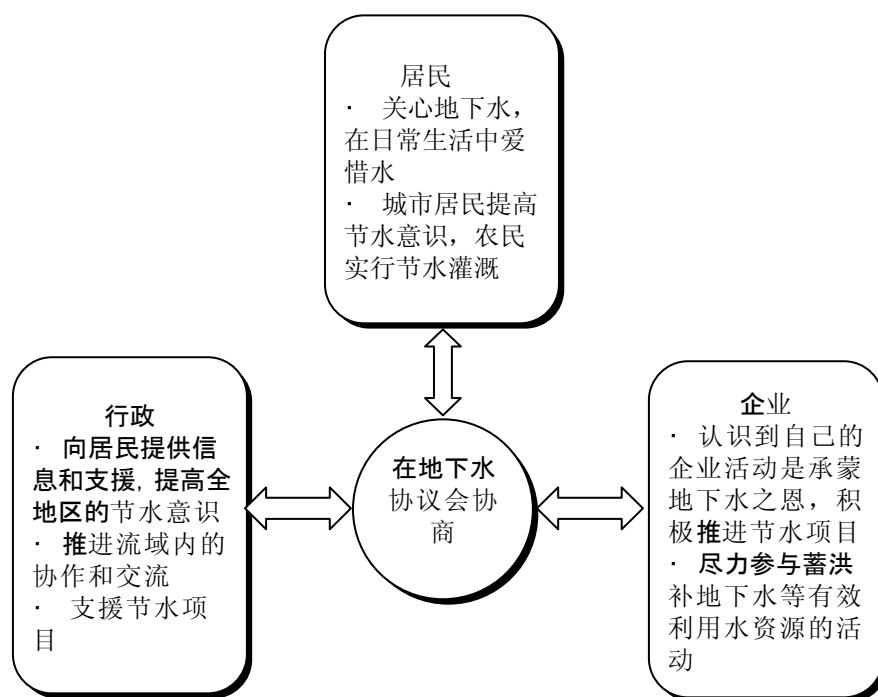 居民
· 关心地下水，
在日常生活中爱
惜水
· 城市居民提高
节水意识，农民
实行节水灌溉
行政
· 向居民提供信
息和支援，提高全
地区的节水意识
· 推进流域内的
协作和交流
· 支援节水项
目
在地下水
协议会协
商
企业
· 认识到自己的
企业活动是承蒙
地下水之恩，积
极推进节水项目
· 尽力参与蓄洪
补地下水等有效
利用水资源的活
动